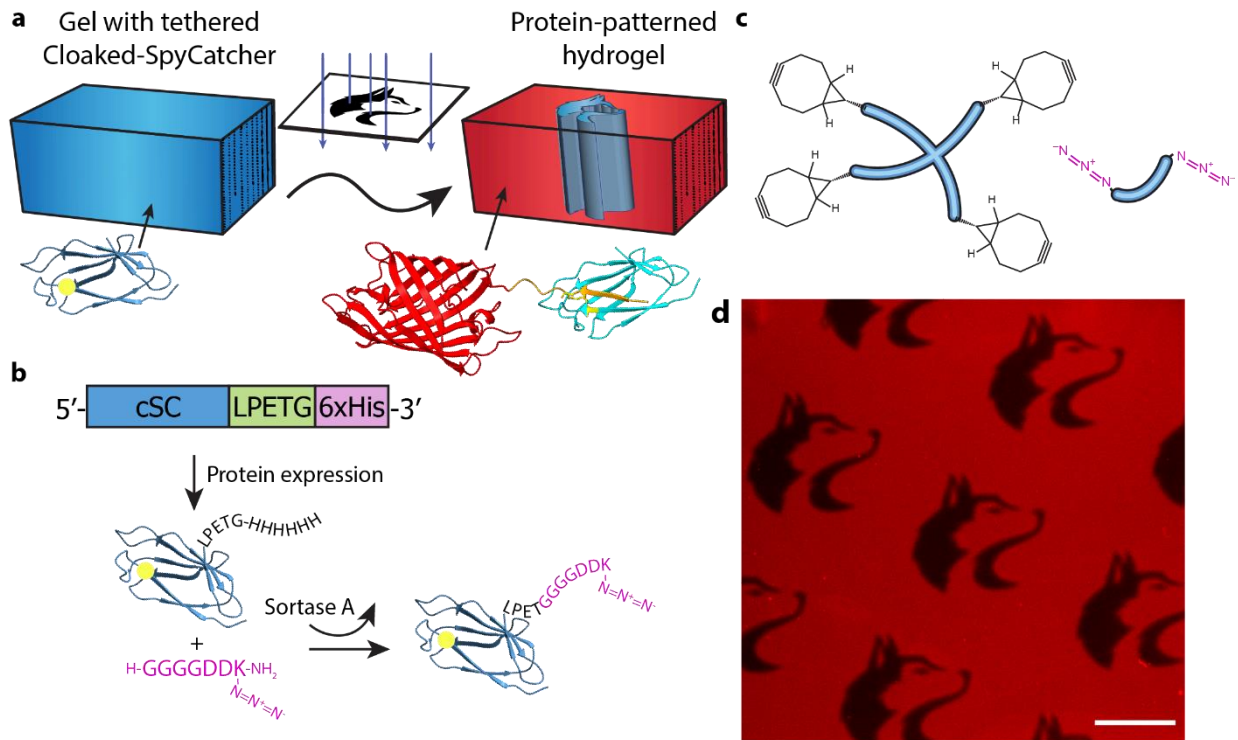 a
Gel with tethered
Cloaked-SpyCatcher
Protein-patterned
hydrogel
b
5′-
cSC
LPETG
6xHis
-3′
Protein expression
LPETG-HHHHHH
+
H-GGGGDDK-NH₂
N=N⁺=N⁻
Sortase A
LPETGGGGDDK
N=N⁺=N⁻
c
H
H
H
H
H
H
H
H
⁻N=N⁺=N
N=N⁺=N⁻
d